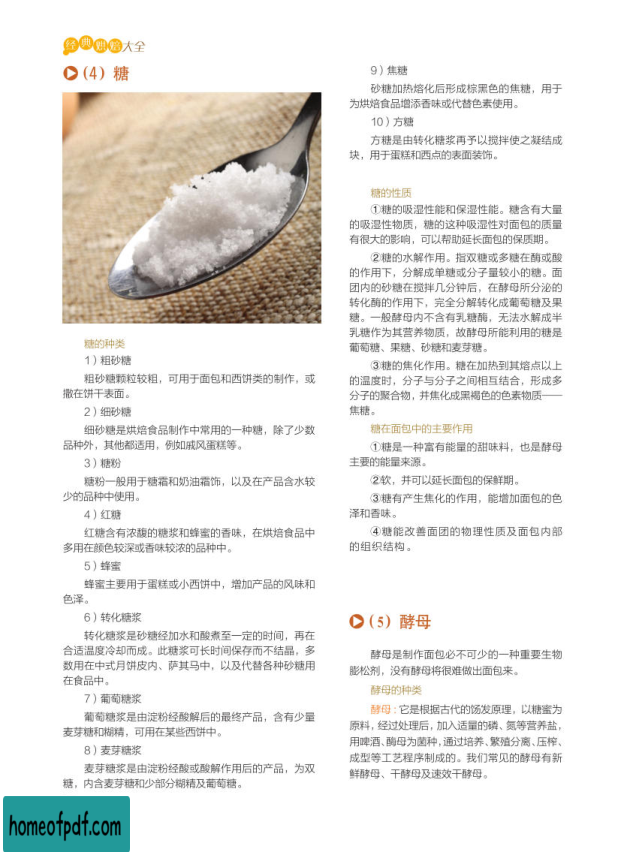 经典烘焙大全
(4) 糖
糖的种类
1）粗砂糖
粗砂糖颗粒较粗，可用于面包和西饼类的制作，或
撒在饼干表面。
2）细砂糖
细砂糖是烘焙食品制作中常用的一种糖，除了少数
品种外，其他都适用，例如戚风蛋糕等。
3）糖粉
糖粉一般用于糖霜和奶油霜饰，以及在产品含水较
少的品种中使用。
4）红糖
红糖含有浓馥的糖浆和蜂蜜的香味，在烘焙食品中
多用在颜色较深或香味较浓的品种中。
5）蜂蜜
蜂蜜主要用于蛋糕或小西饼中，增加产品的风味和
色泽。
6）转化糖浆
转化糖浆是砂糖经加水和酸煮至一定的时间，再在
合适温度冷却而成。此糖浆可长时间保存而不结晶，多
数用在中式月饼皮内、萨其马中，以及代替各种砂糖用
在食品中。
7）葡萄糖浆
葡萄糖浆是由淀粉经酸解后的最终产品，含有少量
麦芽糖和糊精，可用在某些西饼中。
8）麦芽糖浆
麦芽糖浆是由淀粉经酸或酸解作用后的产品，为双
糖，内含麦芽糖和少部分糊精及葡萄糖。
9）焦糖
砂糖加热熔化后形成棕黑色的焦糖，用于
为烘焙食品增添香味或代替色素使用。
10）方糖
方糖是由转化糖浆再予以搅拌使之凝结成
块，用于蛋糕和西点的表面装饰。
糖的性质
①糖的吸湿性能和保湿性能。糖含有大量
的吸湿性物质，糖的这种吸湿性对面包的质量
有很大的影响，可以帮助延长面包的保质期。
②糖的水解作用。指双糖或多糖在酶或酸
的作用下，分解成单糖或分子量较小的糖。面
团内的砂糖在搅拌几分钟后，在酵母所分泌的
转化酶的作用下，完全分解转化成葡萄糖及果
糖。一般酵母内不含有乳糖酶，无法水解成半
乳糖作为其营养物质，故酵母所能利用的糖是
葡萄糖、果糖、砂糖和麦芽糖。
③糖的焦化作用。糖在加热到其熔点以上
的温度时，分子与分子之间相互结合，形成多
分子的聚合物，并焦化成黑褐色的色素物质——
焦糖。
糖在面包中的主要作用
①糖是一种富有能量的甜味料，也是酵母
主要的能量来源。
②软，并可以延长面包的保鲜期。
③糖有产生焦化的作用，能增加面包的色
泽和香味。
④糖能改善面团的物理性质及面包内部
的组织结构。
(5) 酵母
酵母是制作面包必不可少的一种重要生物
膨松剂，没有酵母将很难做出面包来。
酵母的种类
酵母：它是根据古代的饧发原理，以糖蜜为
原料，经过处理后，加入适量的磷、氮等营养盐，
用啤酒、酶母为菌种，通过培养、繁殖分离、压榨、
成型等工艺程序制成的。我们常见的酵母有新
鲜酵母、干酵母及速效干酵母。
homeofpdf.com